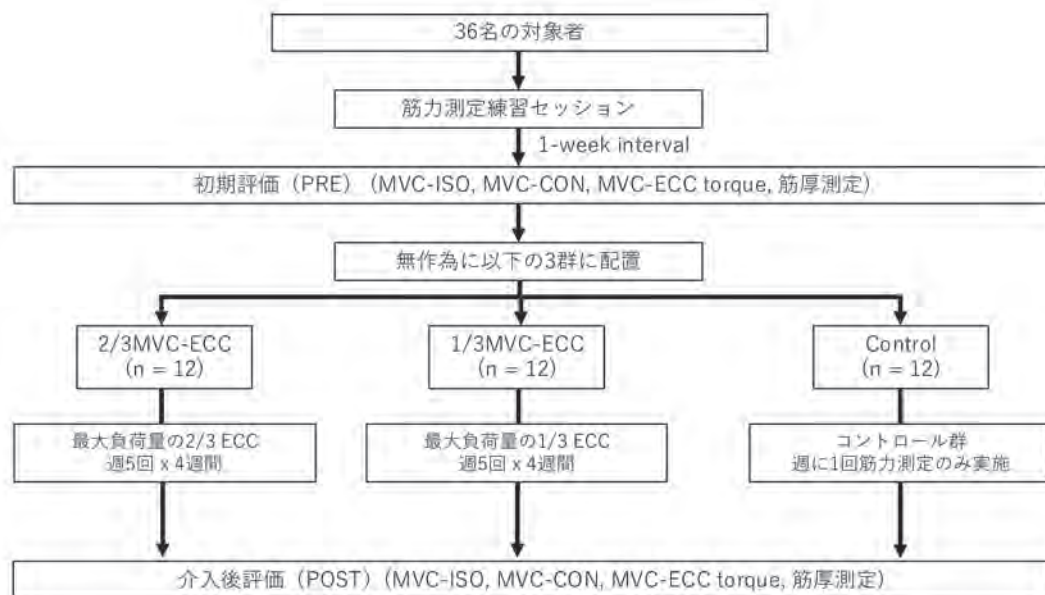 36名の対象者
筋力測定練習セッション
1-week interval
初期評価（PRE）(MVC-ISO, MVC-CON, MVC-ECC torque, 筋厚測定)
無作為に以下の3群に配置
2/3MVC-ECC
(n = 12)
1/3MVC-ECC
(n = 12)
Control
(n = 12)
最大負荷量の2/3 ECC
週5回 x 4週間
最大負荷量の1/3 ECC
週5回 x 4週間
コントロール群
週に1回筋力測定のみ実施
介入後評価（POST）(MVC-ISO, MVC-CON, MVC-ECC torque, 筋厚測定)